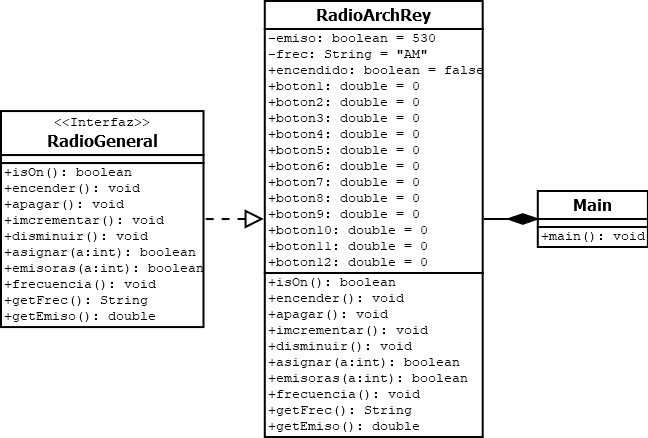 <<Interfaz>>
RadioGeneral
+isOn(): boolean
+encender(): void
+apagar(): void
+imcrementar(): void
+disminuir(): void
+asignar(a:int): boolean
+emisoras(a:int): boolean
+frecuencia(): void
+getFrec(): String
+getEmiso(): double
RadioArchRey
-emiso: boolean = 530
-frec: String = "AM"
+encendido: boolean = false
+boton1: double = 0
+boton2: double = 0
+boton3: double = 0
+boton4: double = 0
+boton5: double = 0
+boton6: double = 0
+boton7: double = 0
+boton8: double = 0
+boton9: double = 0
+boton10: double = 0
+boton11: double = 0
+boton12: double = 0
+isOn(): boolean
+encender(): void
+apagar(): void
+imcrementar(): void
+disminuir(): void
+asignar(a:int): boolean
+emisoras(a:int): boolean
+frecuencia(): void
+getFrec(): String
+getEmiso(): double
Main
+main(): void